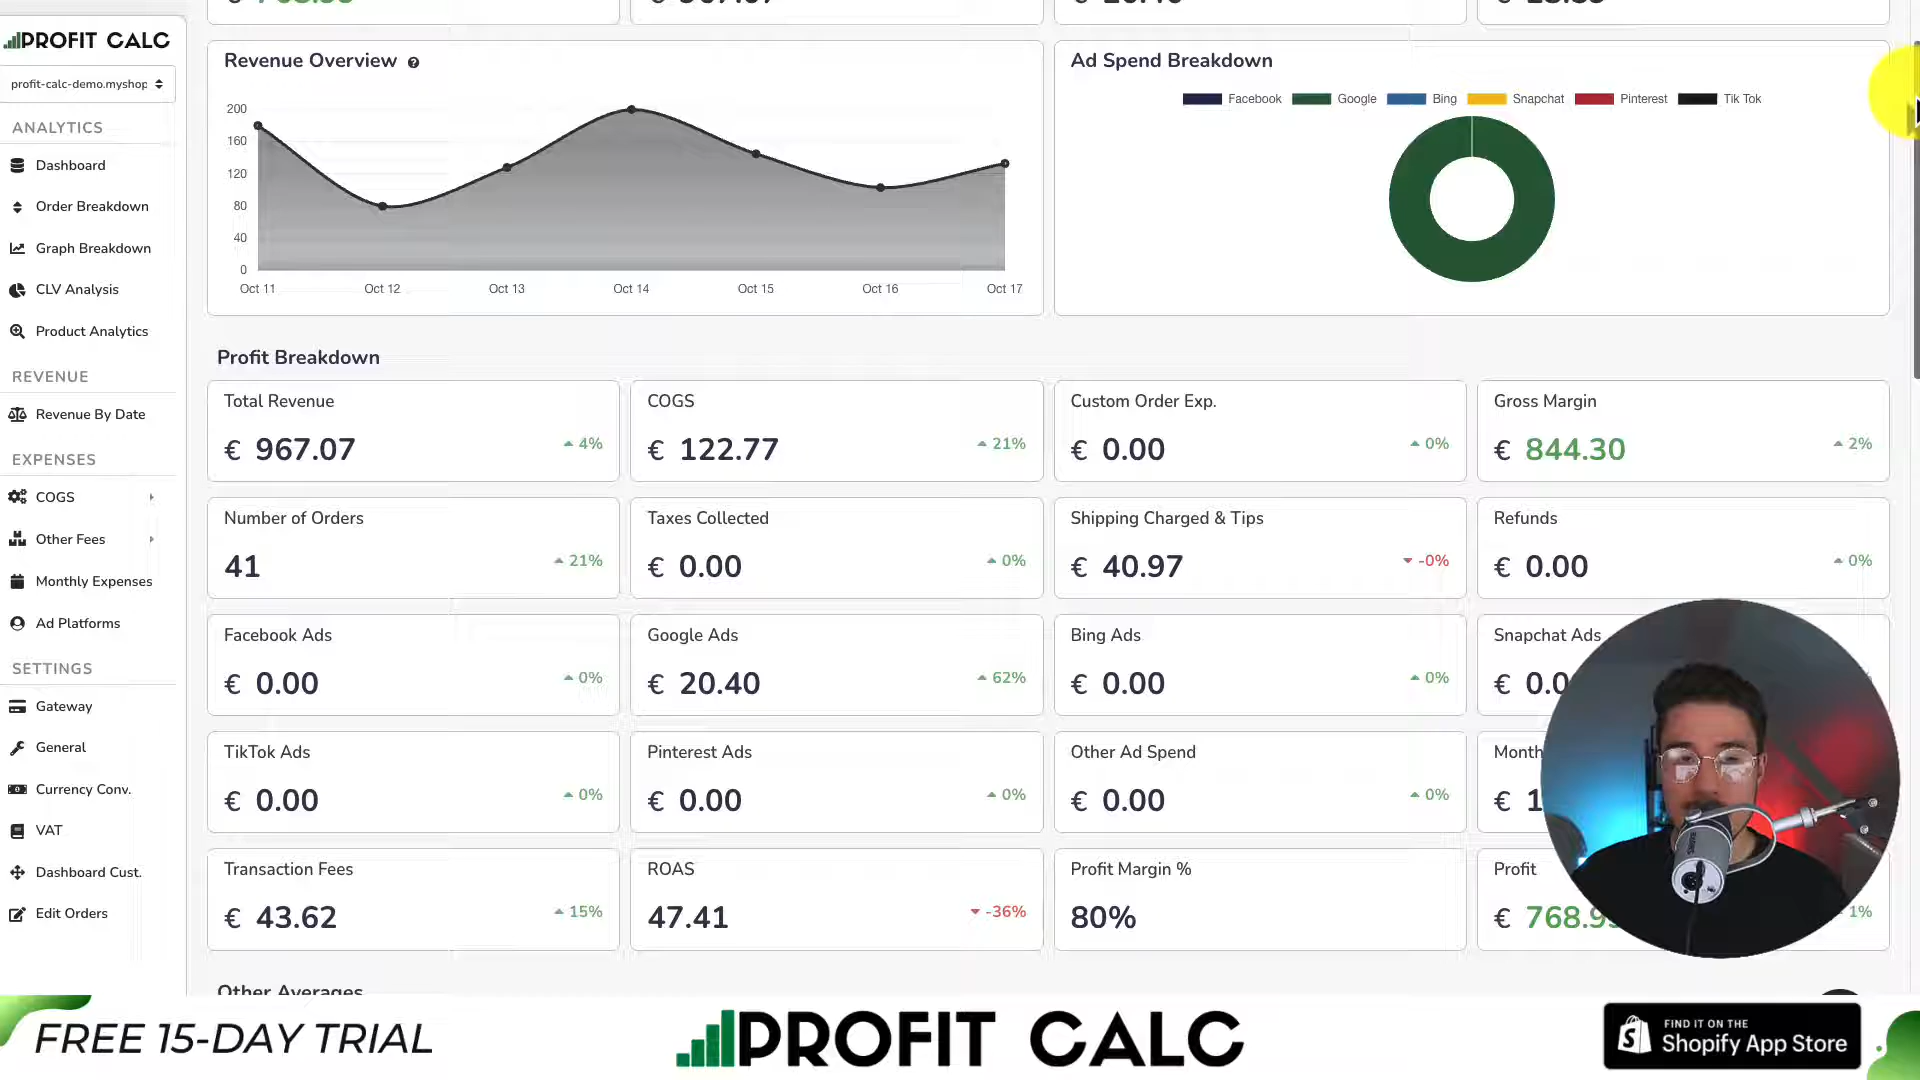 PROFIT CALC
profit-calc-demo.myshop
ANALYTICS
Dashboard
Order Breakdown
Graph Breakdown
CLV Analysis
Product Analytics
REVENUE
Revenue By Date
EXPENSES
COGS
Other Fees
Monthly Expenses
Ad Platforms
SETTINGS
Gateway
General
Currency Conv.
VAT
Dashboard Cust.
Edit Orders
Revenue Overview
200
160
120
80
40
0
Oct 11 Oct 12 Oct 13 Oct 14 Oct 15 Oct 16 Oct 17
Ad Spend Breakdown
Facebook Google Bing Snapchat Pinterest Tik Tok
Profit Breakdown
Total Revenue
€ 967.07 4%
COGS
€ 122.77 21%
Custom Order Exp.
€ 0.00 0%
Gross Margin
€ 844.30 2%
Number of Orders
41 21%
Taxes Collected
€ 0.00 0%
Shipping Charged & Tips
€ 40.97 -0%
Refunds
€ 0.00 0%
Facebook Ads
€ 0.00 0%
Google Ads
€ 20.40 62%
Bing Ads
€ 0.00 0%
Snapchat Ads
€ 0.0
TikTok Ads
€ 0.00 0%
Pinterest Ads
€ 0.00 0%
Other Ad Spend
€ 0.00 0%
Month
€ 1
Transaction Fees
€ 43.62 15%
ROAS
47.41 -36%
Profit Margin %
80%
Profit
€ 768.9 1%
Other Averages
FREE 15-DAY TRIAL
PROFIT CALC
FIND IT ON THE
Shopify App Store